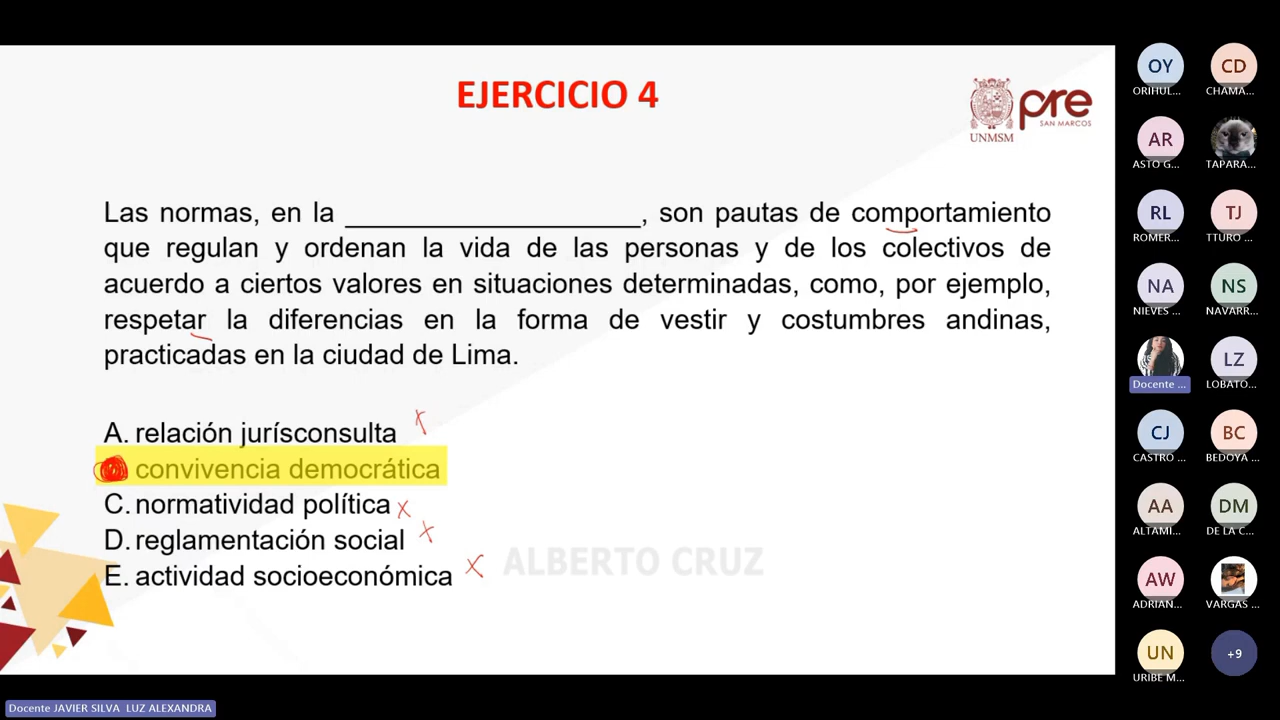 EJERCICIO 4
UNMSM
pre
SAN MARCOS
Las normas, en la ____________________, son pautas de comportamiento
que regulan y ordenan la vida de las personas y de los colectivos de
acuerdo a ciertos valores en situaciones determinadas, como, por ejemplo,
respetar la diferencias en la forma de vestir y costumbres andinas,
practicadas en la ciudad de Lima.
A. relación jurísconsulta
convivencia democrática
C. normatividad política
D. reglamentación social
E. actividad socioeconómica
ALBERTO CRUZ
OY
ORIHUL...
CD
CHAMA...
AR
ASTO G...
TAPARA...
RL
ROMER...
TJ
TTURO ...
NA
NIEVES ...
NS
NAVARR...
Docente ...
LZ
LOBATO...
CJ
CASTRO ...
BC
BEDOYA ...
AA
ALTAMI...
DM
DE LA C...
AW
ADRIAN...
VARGAS ...
UN
URIBE M...
+9
Docente JAVIER SILVA LUZ ALEXANDRA